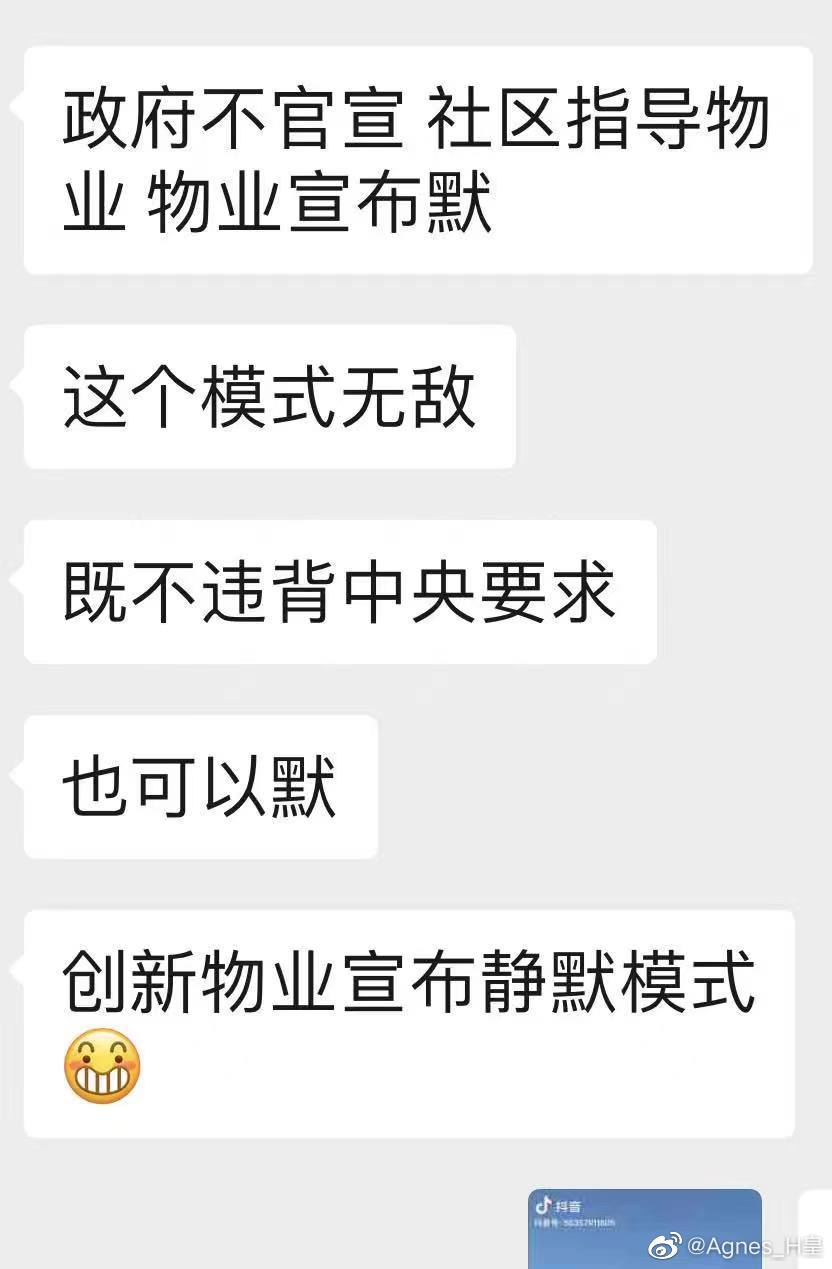 政府不官宣 社区指导物
业 物业宣布默
这个模式无敌
既不违背中央要求
也可以默
创新物业宣布静默模式
抖音
抖音号:
@Agnes_H皇